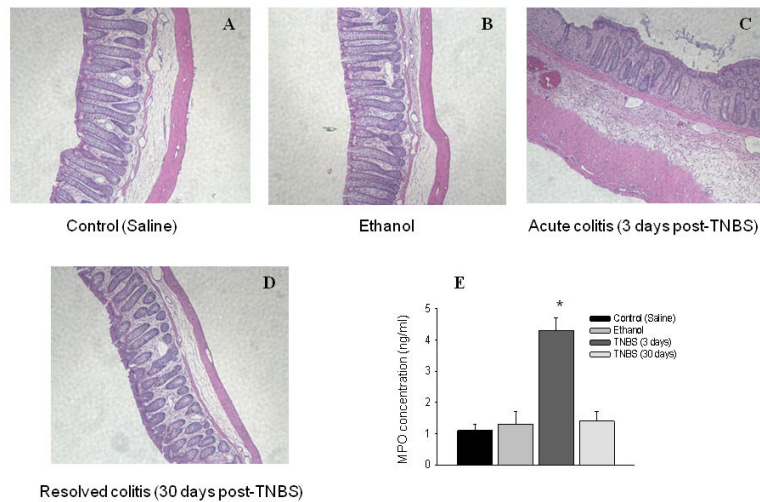 A
B
C
Control (Saline)
Ethanol
Acute colitis (3 days post-TNBS)
D
Resolved colitis (30 days post-TNBS)
E
*
Control (Saline)
Ethanol
TNBS (3 days)
TNBS (30 days)
MPO concentration (ng/ml)
5
4
3
2
1
0